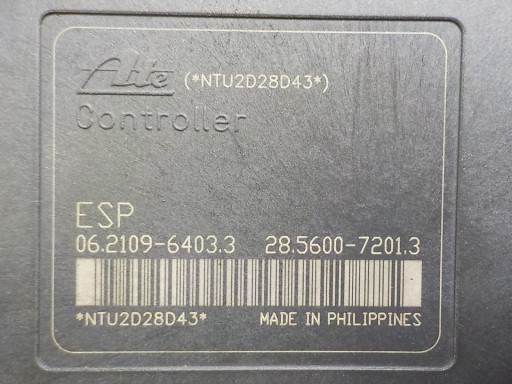 Ate (*NTU2D28D43*)
Controller
ESP
06.2109-6403.3 28.5600-7201.3
*NTU2D28D43* MADE IN PHILIPPINES